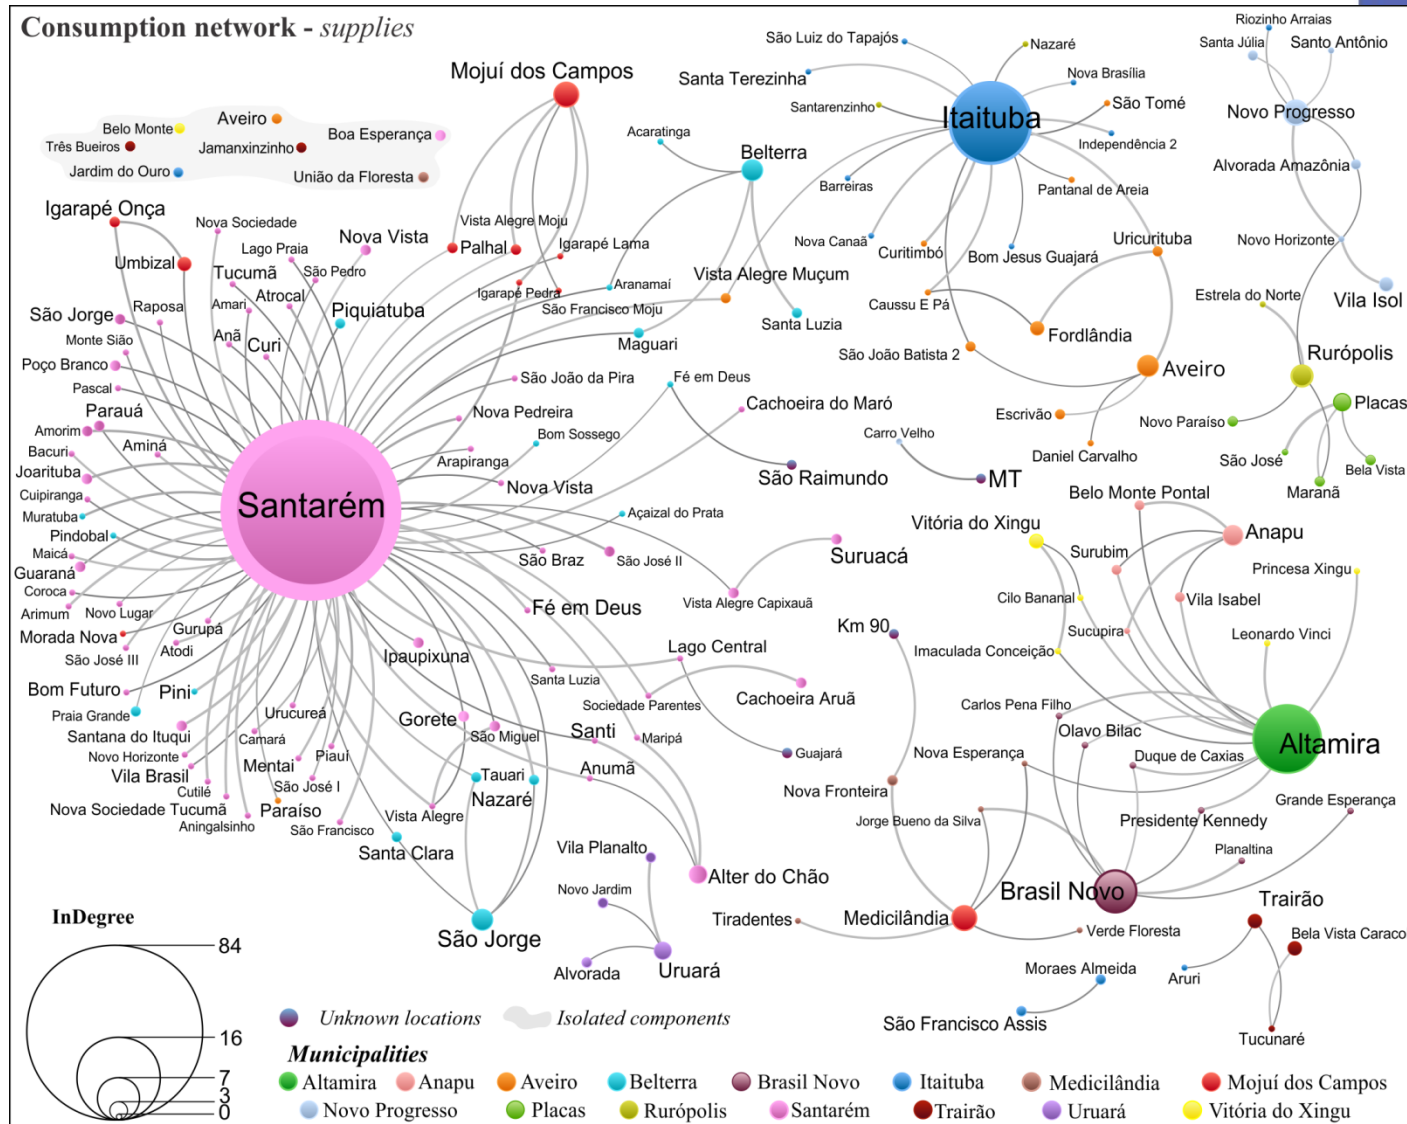 Consumption network - supplies
Riozinho Arraias
Santa Júlia
Santo Antônio
São Luiz do Tapajós
Nazaré
Mojuí dos Campos
Santa Terezinha
Nova Brasília
Santarenzinho
São Tomé
Itaituba
Novo Progresso
Aveiro
Belo Monte
Boa Esperança
Acaratinga
Três Bueiros
Jamanxinzinho
Independência 2
Belterra
Alvorada Amazônia
Jardim do Ouro
União da Floresta
Barreiras
Pantanal de Areia
Igarapé Onça
Nova Sociedade
Vista Alegre Moju
Nova Vista
Palhal
Igarapé Lama
Nova Canaã
Uricurituba
Novo Horizonte
Lago Praia
Curitimbó
Bom Jesus Guajará
Umbizal
Tucumã
São Pedro
Vista Alegre Muçum
Aranamaí
Igarapé Pedra
Estrela do Norte
Vila Isol
Raposa
Amari
Atrocal
Piquiatuba
São Francisco Moju
Caussu E Pá
São Jorge
Santa Luzia
Fordlândia
Monte Sião
Anã
Curi
Maguari
São João Batista 2
Rurópolis
Poço Branco
Aveiro
Pascal
São João da Pira
Fé em Deus
Parauá
Nova Pedreira
Cachoeira do Maró
Escrivão
Placas
Novo Paraíso
Amorim
Bom Sossego
Carro Velho
Aminá
Bacuri
Arapiranga
Daniel Carvalho
São José
Bela Vista
Joarituba
São Raimundo
MT
Nova Vista
Maranã
Belo Monte Pontal
Cuipiranga
Santarém
Açaizal do Prata
Muratuba
Vitória do Xingu
Anapu
Pindobal
Maicá
São Braz
São José II
Suruacá
Surubim
Guaraná
Princesa Xingu
Coroca
Cilo Bananal
Vila Isabel
Arimum
Novo Lugar
Fé em Deus
Vista Alegre Capixauã
Km 90
Gurupá
Sucupira
Leonardo Vinci
Morada Nova
Atodi
Ipaupixuna
Lago Central
Imaculada Conceição
São José III
Santa Luzia
Bom Futuro
Pini
Cachoeira Aruã
Sociedade Parentes
Carlos Pena Filho
Praia Grande
Urucureá
Gorete
Santana do Ituqui
Camará
São Miguel
Santi
Maripá
Olavo Bilac
Altamira
Novo Horizonte
Piauí
Guajará
Nova Esperança
Duque de Caxias
Vila Brasil
Mentai
Tauari
Anumã
Cutilé
São José I
Nova Fronteira
Nazaré
Grande Esperança
Nova Sociedade Tucumã
Paraíso
Vista Alegre
Jorge Bueno da Silva
Presidente Kennedy
Aningalsinho
São Francisco
Santa Clara
Vila Planalto
Planaltina
Alter do Chão
Novo Jardim
Brasil Novo
Trairão
InDegree
Tiradentes
Medicilândia
84
São Jorge
Verde Floresta
Bela Vista Caraco
Alvorada
Uruará
Moraes Almeida
Aruri
Unknown locations
Isolated components
São Francisco Assis
16
Tucunaré
Municipalities
7
Altamira Anapu Aveiro Belterra Brasil Novo Itaituba Medicilândia Mojuí dos Campos
3
0
Novo Progresso Placas Rurópolis Santarém Trairão Uruará Vitória do Xingu